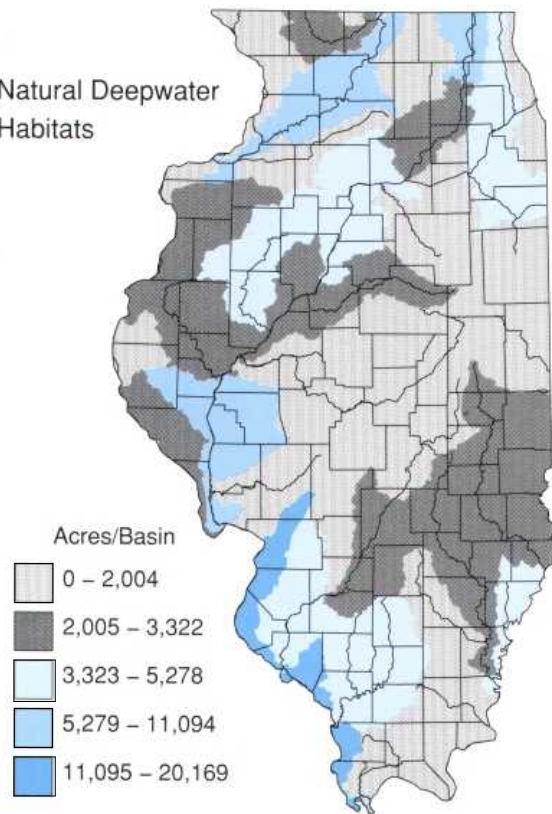 Natural Deepwater
Habitats
Acres/Basin
0 – 2,004
2,005 – 3,322
3,323 – 5,278
5,279 – 11,094
11,095 – 20,169